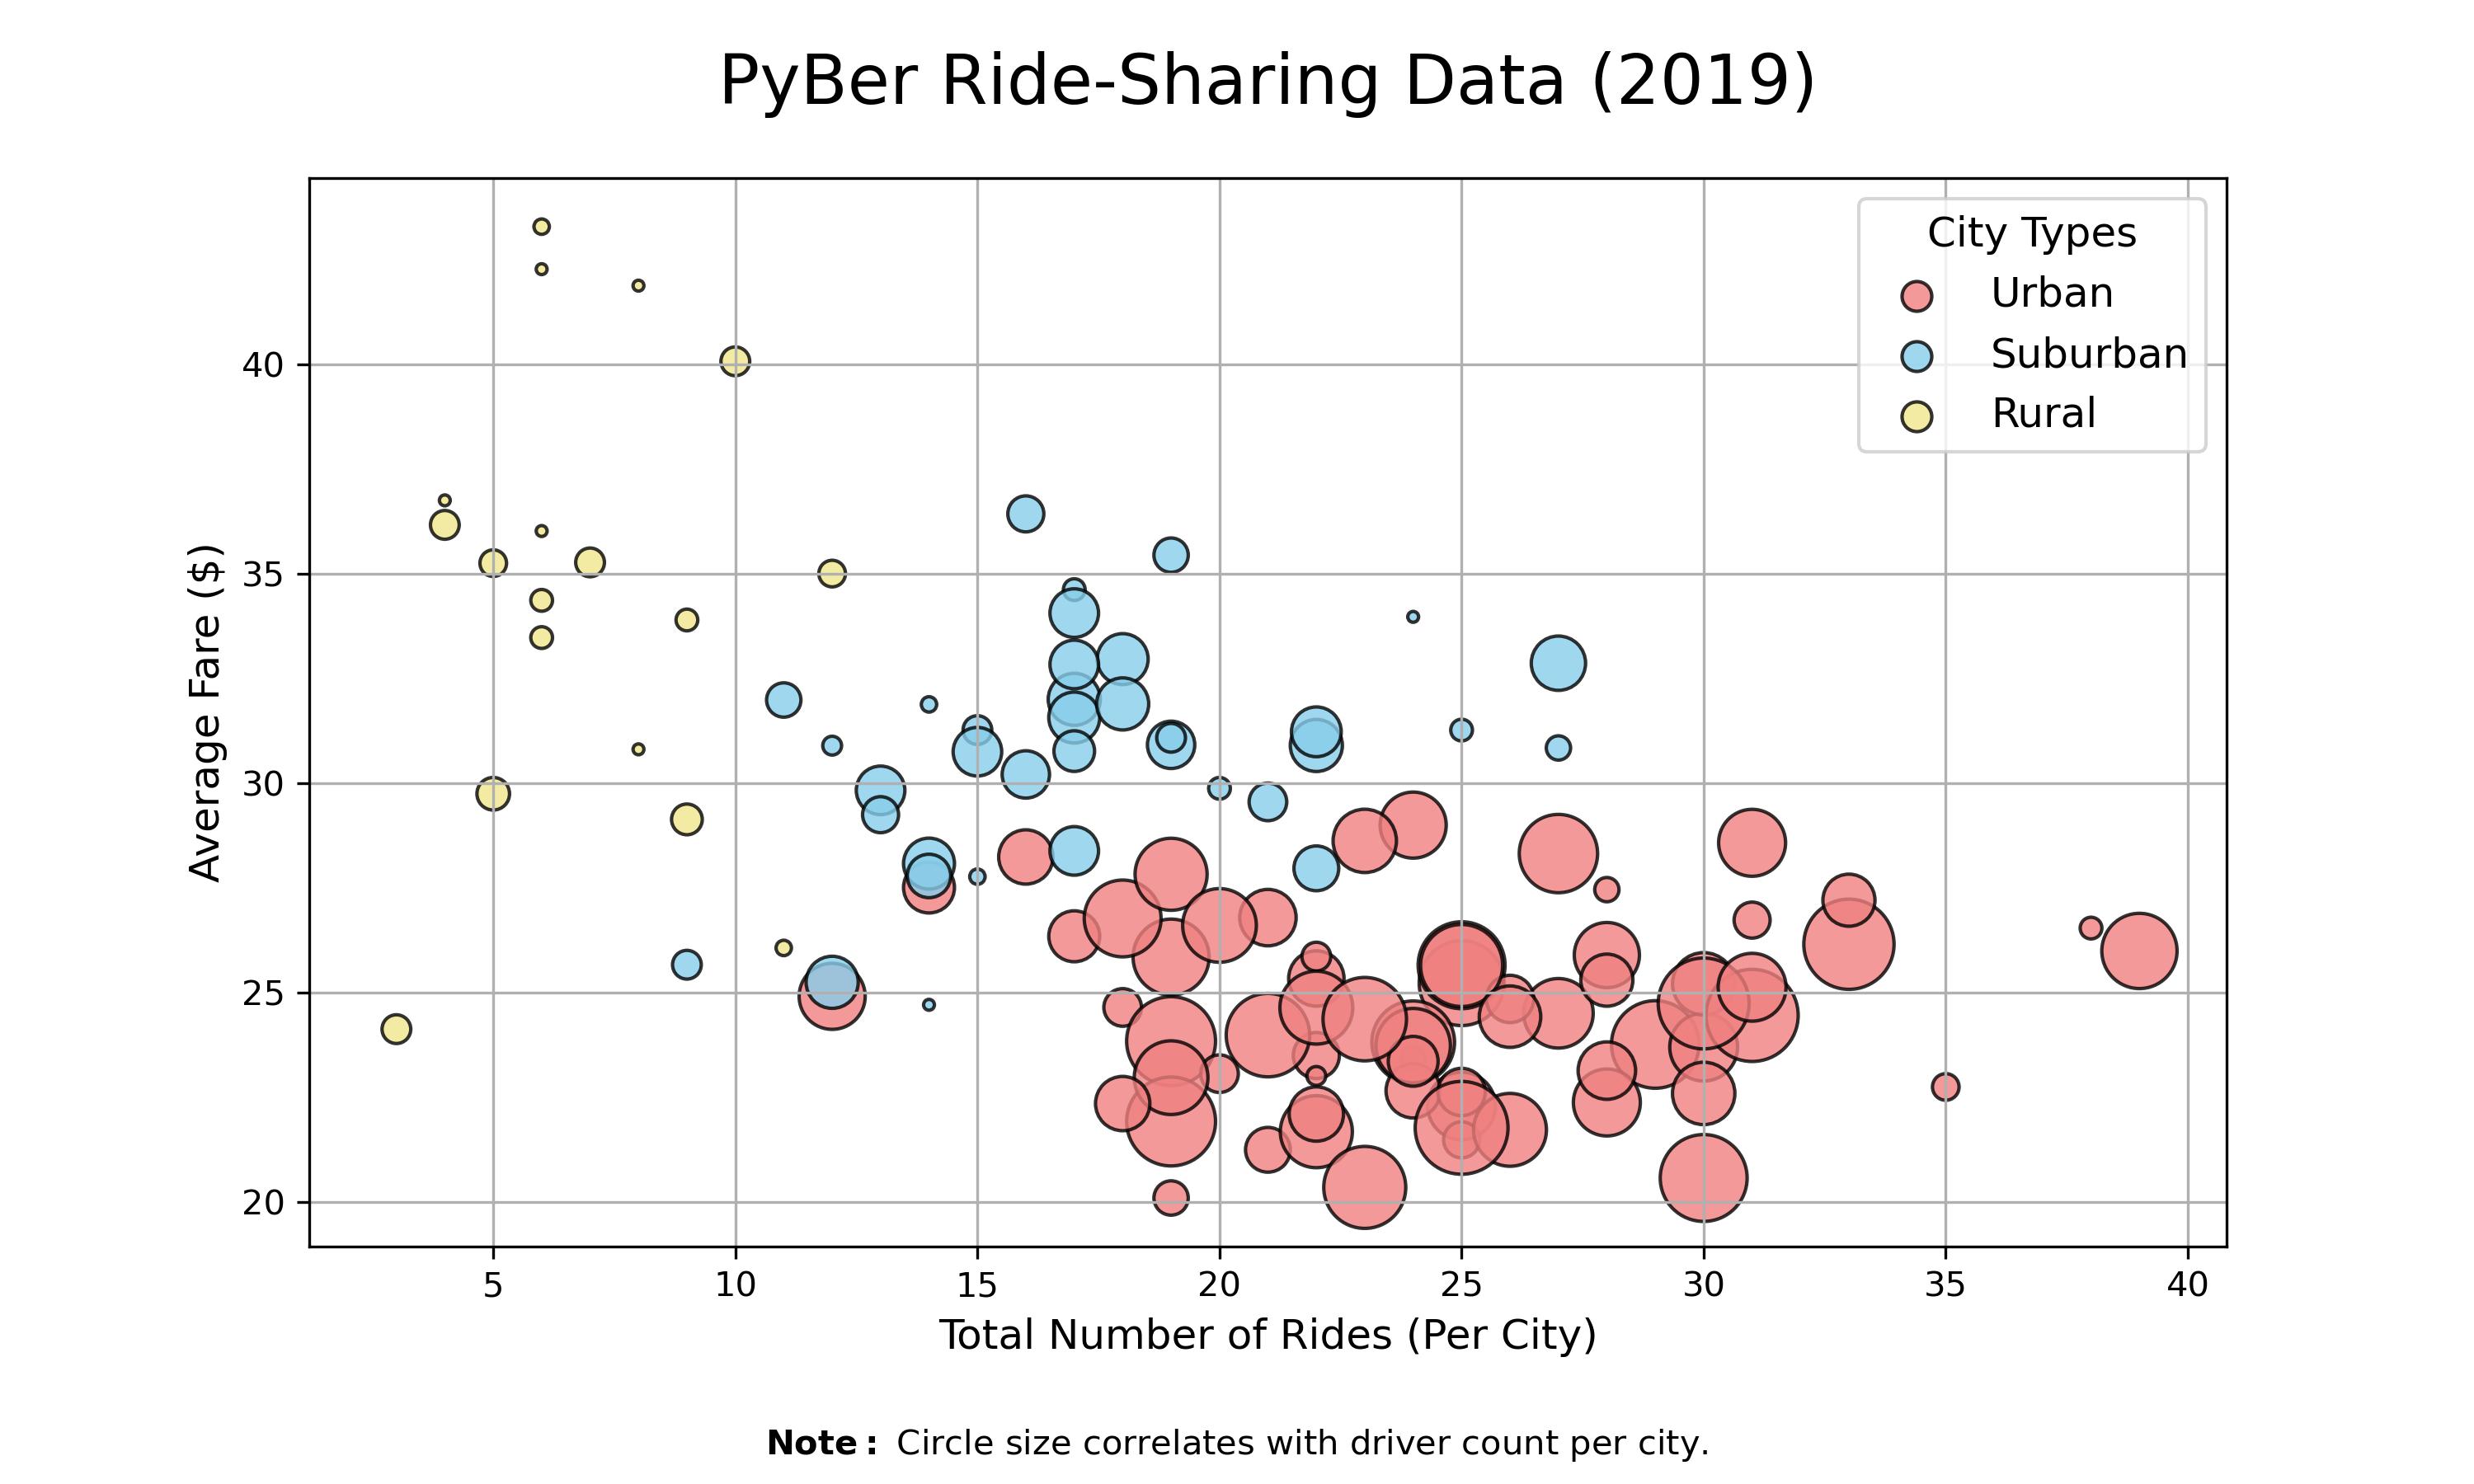 PyBer Ride-Sharing Data (2019)
City Types
Urban
Suburban
Rural
Average Fare ($)
40
35
30
25
20
5 10 15 20 25 30 35 40
Total Number of Rides (Per City)
Note: Circle size correlates with driver count per city.